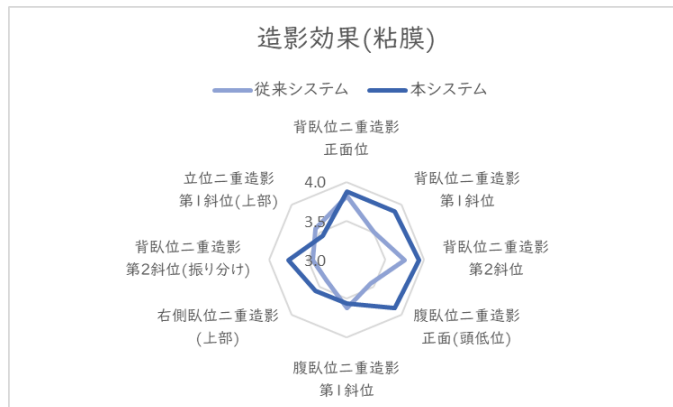 造影効果(粘膜)
従来システム 本システム
背臥位二重造影
正面位
背臥位二重造影
第1斜位
背臥位二重造影
第2斜位
腹臥位二重造影
正面(頭低位)
腹臥位二重造影
第1斜位
右側臥位二重造影
(上部)
背臥位二重造影
第2斜位(振り分け)
立位二重造影
第1斜位(上部)
4.0
3.5
3.0